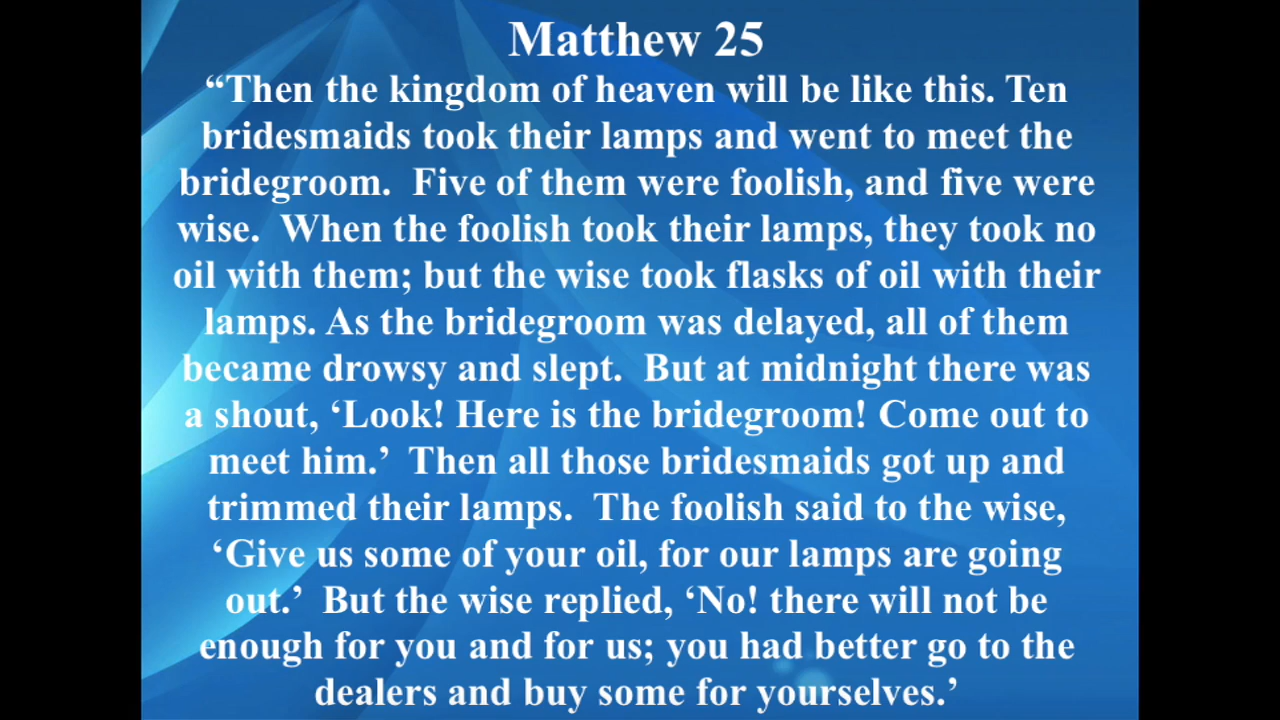 Matthew 25
“Then the kingdom of heaven will be like this. Ten
bridesmaids took their lamps and went to meet the
bridegroom.  Five of them were foolish, and five were
wise.  When the foolish took their lamps, they took no
oil with them; but the wise took flasks of oil with their
lamps. As the bridegroom was delayed, all of them
became drowsy and slept.  But at midnight there was
a shout, ‘Look! Here is the bridegroom! Come out to
meet him.’  Then all those bridesmaids got up and
trimmed their lamps.  The foolish said to the wise,
‘Give us some of your oil, for our lamps are going
out.’  But the wise replied, ‘No! there will not be
enough for you and for us; you had better go to the
dealers and buy some for yourselves.’